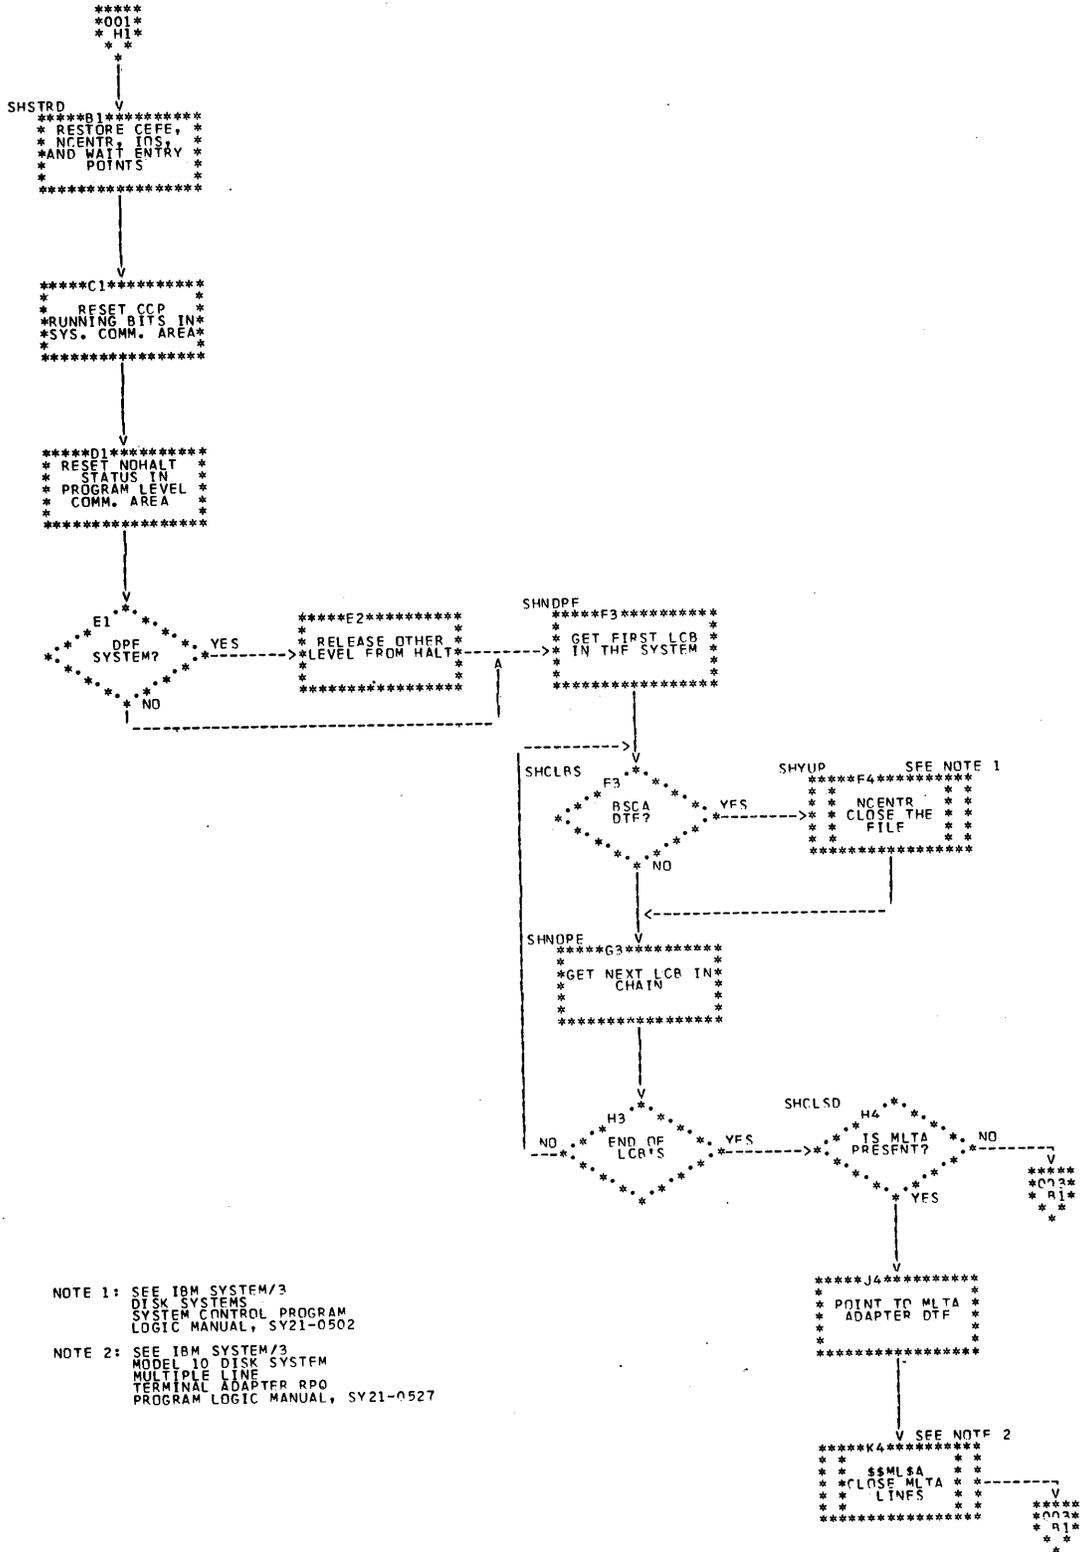 001
H1
SHSTRD
B1
RESTORE CEFE,
NCENTR, IOS,
AND WAIT ENTRY
POINTS
C1
RESET CCP
RUNNING BITS IN
SYS. COMM. AREA
D1
RESET NOHALT
STATUS IN
PROGRAM LEVEL
COMM. AREA
E1
DPF
SYSTEM?
YES
NO
E2
RELEASE OTHER
LEVEL FROM HALT
SHNDPF
E3
GET FIRST LCB
IN THE SYSTEM
SHCLBS
F3
BSCA
DTF?
YES
NO
SHYUP
SEE NOTE 1
F4
NCENTR
CLOSE THE
FILE
SHNOPE
G3
GET NEXT LCB IN
CHAIN
H3
END OF
LCB'S
NO
YES
SHCLSD
H4
IS MLTA
PRESENT?
NO
YES
003
B1
J4
POINT TO MLTA
ADAPTER DTF
SEE NOTE 2
K4
$$ML$A
CLOSE MLTA
LINES
003
B1
NOTE 1: SEE IBM SYSTEM/3
DISK SYSTEMS
SYSTEM CONTROL PROGRAM
LOGIC MANUAL, SY21-0502
NOTE 2: SEE IBM SYSTEM/3
MODEL 10 DISK SYSTEM
MULTIPLE LINE
TERMINAL ADAPTER RPQ
PROGRAM LOGIC MANUAL, SY21-0527